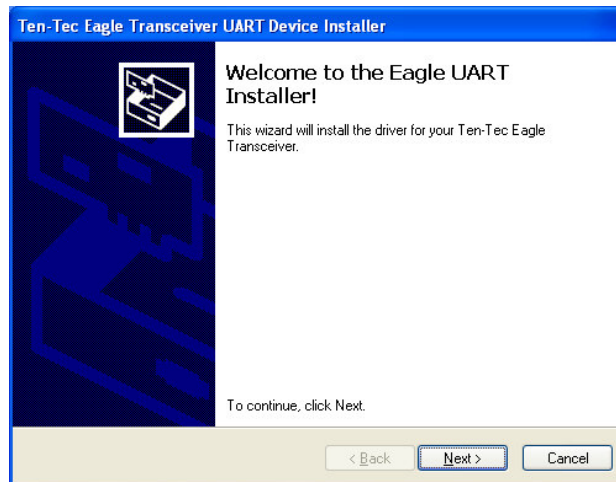 Ten-Tec Eagle Transceiver UART Device Installer
Welcome to the Eagle UART
Installer!
This wizard will install the driver for your Ten-Tec Eagle
Transceiver.
To continue, click Next.
< Back
Next >
Cancel